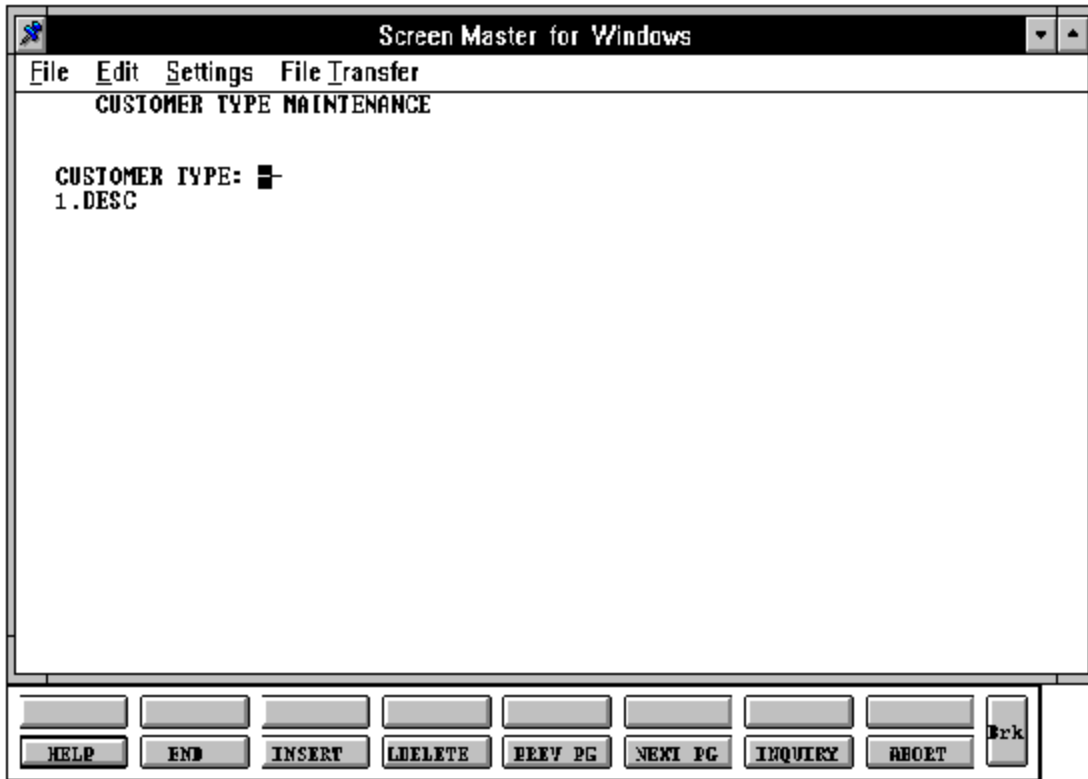 Screen Master for Windows
File Edit Settings File Transfer
CUSTOMER TYPE MAINTENANCE
CUSTOMER TYPE:
1.DESC
Brk
HELP END INSERT LDELETE PREV PG NEXT PG INQUIRY ABORT